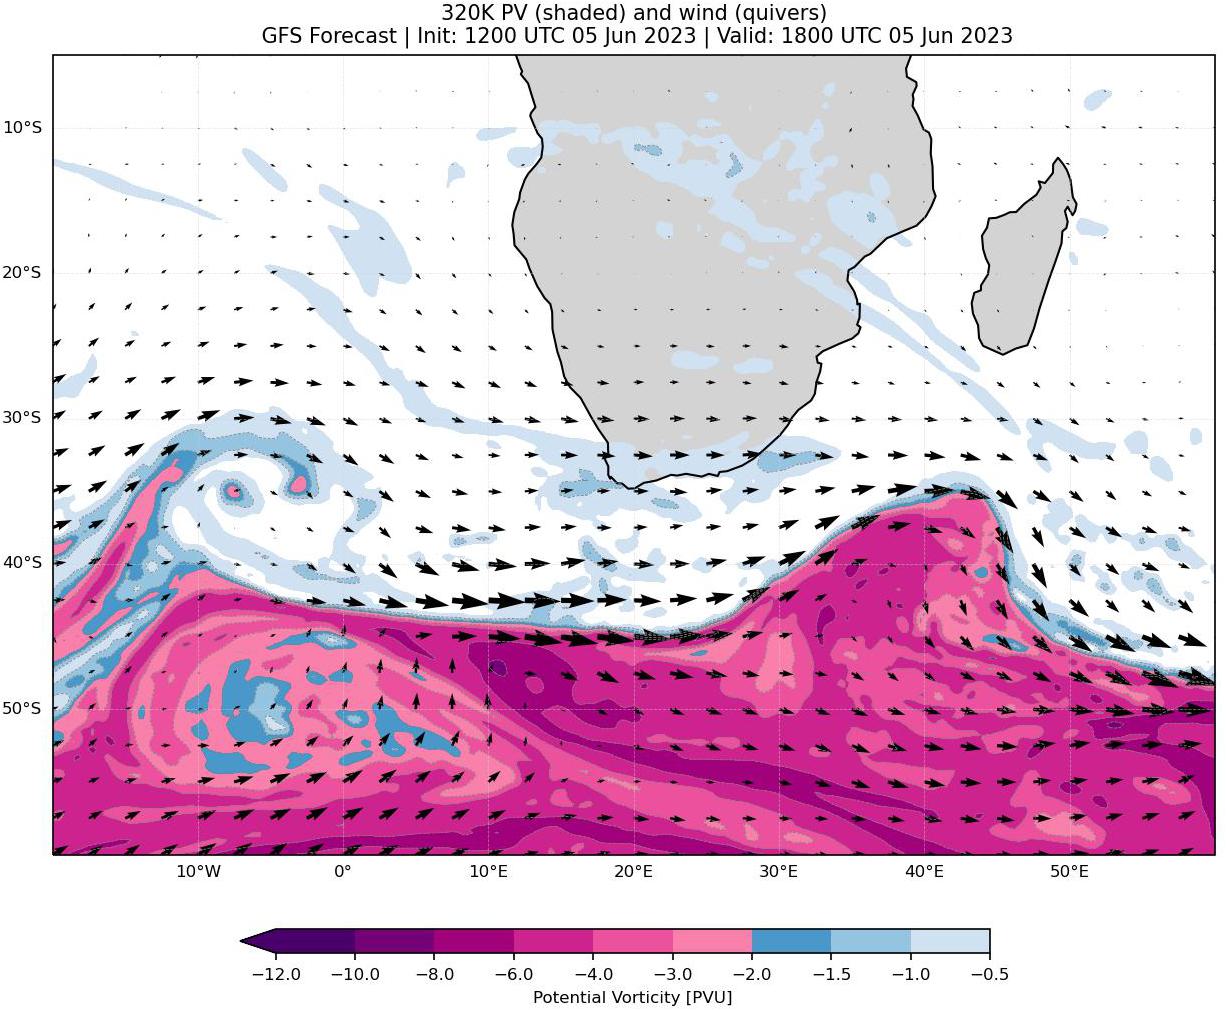 320K PV (shaded) and wind (quivers)
GFS Forecast | Init: 1200 UTC 05 Jun 2023 | Valid: 1800 UTC 05 Jun 2023
10°S
20°S
30°S
40°S
50°S
10°W 0° 10°E 20°E 30°E 40°E 50°E
−12.0 −10.0 −8.0 −6.0 −4.0 −3.0 −2.0 −1.5 −1.0 −0.5
Potential Vorticity [PVU]